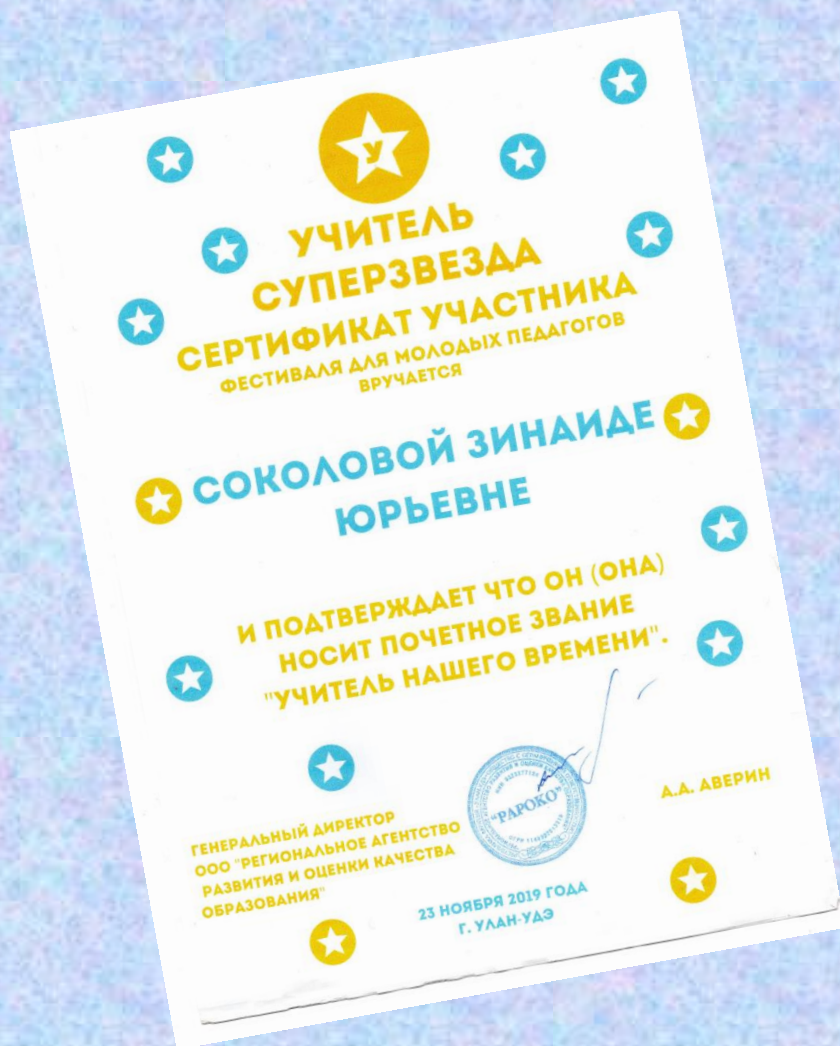 У
УЧИТЕЛЬ
СУПЕРЗВЕЗДА
СЕРТИФИКАТ УЧАСТНИКА
ФЕСТИВАЛЯ ДЛЯ МОЛОДЫХ ПЕДАГОГОВ
ВРУЧАЕТСЯ
СОКОЛОВОЙ ЗИНАИДЕ
ЮРЬЕВНЕ
И ПОДТВЕРЖДАЕТ ЧТО ОН (ОНА)
НОСИТ ПОЧЕТНОЕ ЗВАНИЕ
"УЧИТЕЛЬ НАШЕГО ВРЕМЕНИ".
ГЕНЕРАЛЬНЫЙ ДИРЕКТОР
ООО "РЕГИОНАЛЬНОЕ АГЕНТСТВО
РАЗВИТИЯ И ОЦЕНКИ КАЧЕСТВА
ОБРАЗОВАНИЯ"
"РАРОКО"
А.А. АВЕРИН
23 НОЯБРЯ 2019 ГОДА
Г. УЛАН-УДЭ